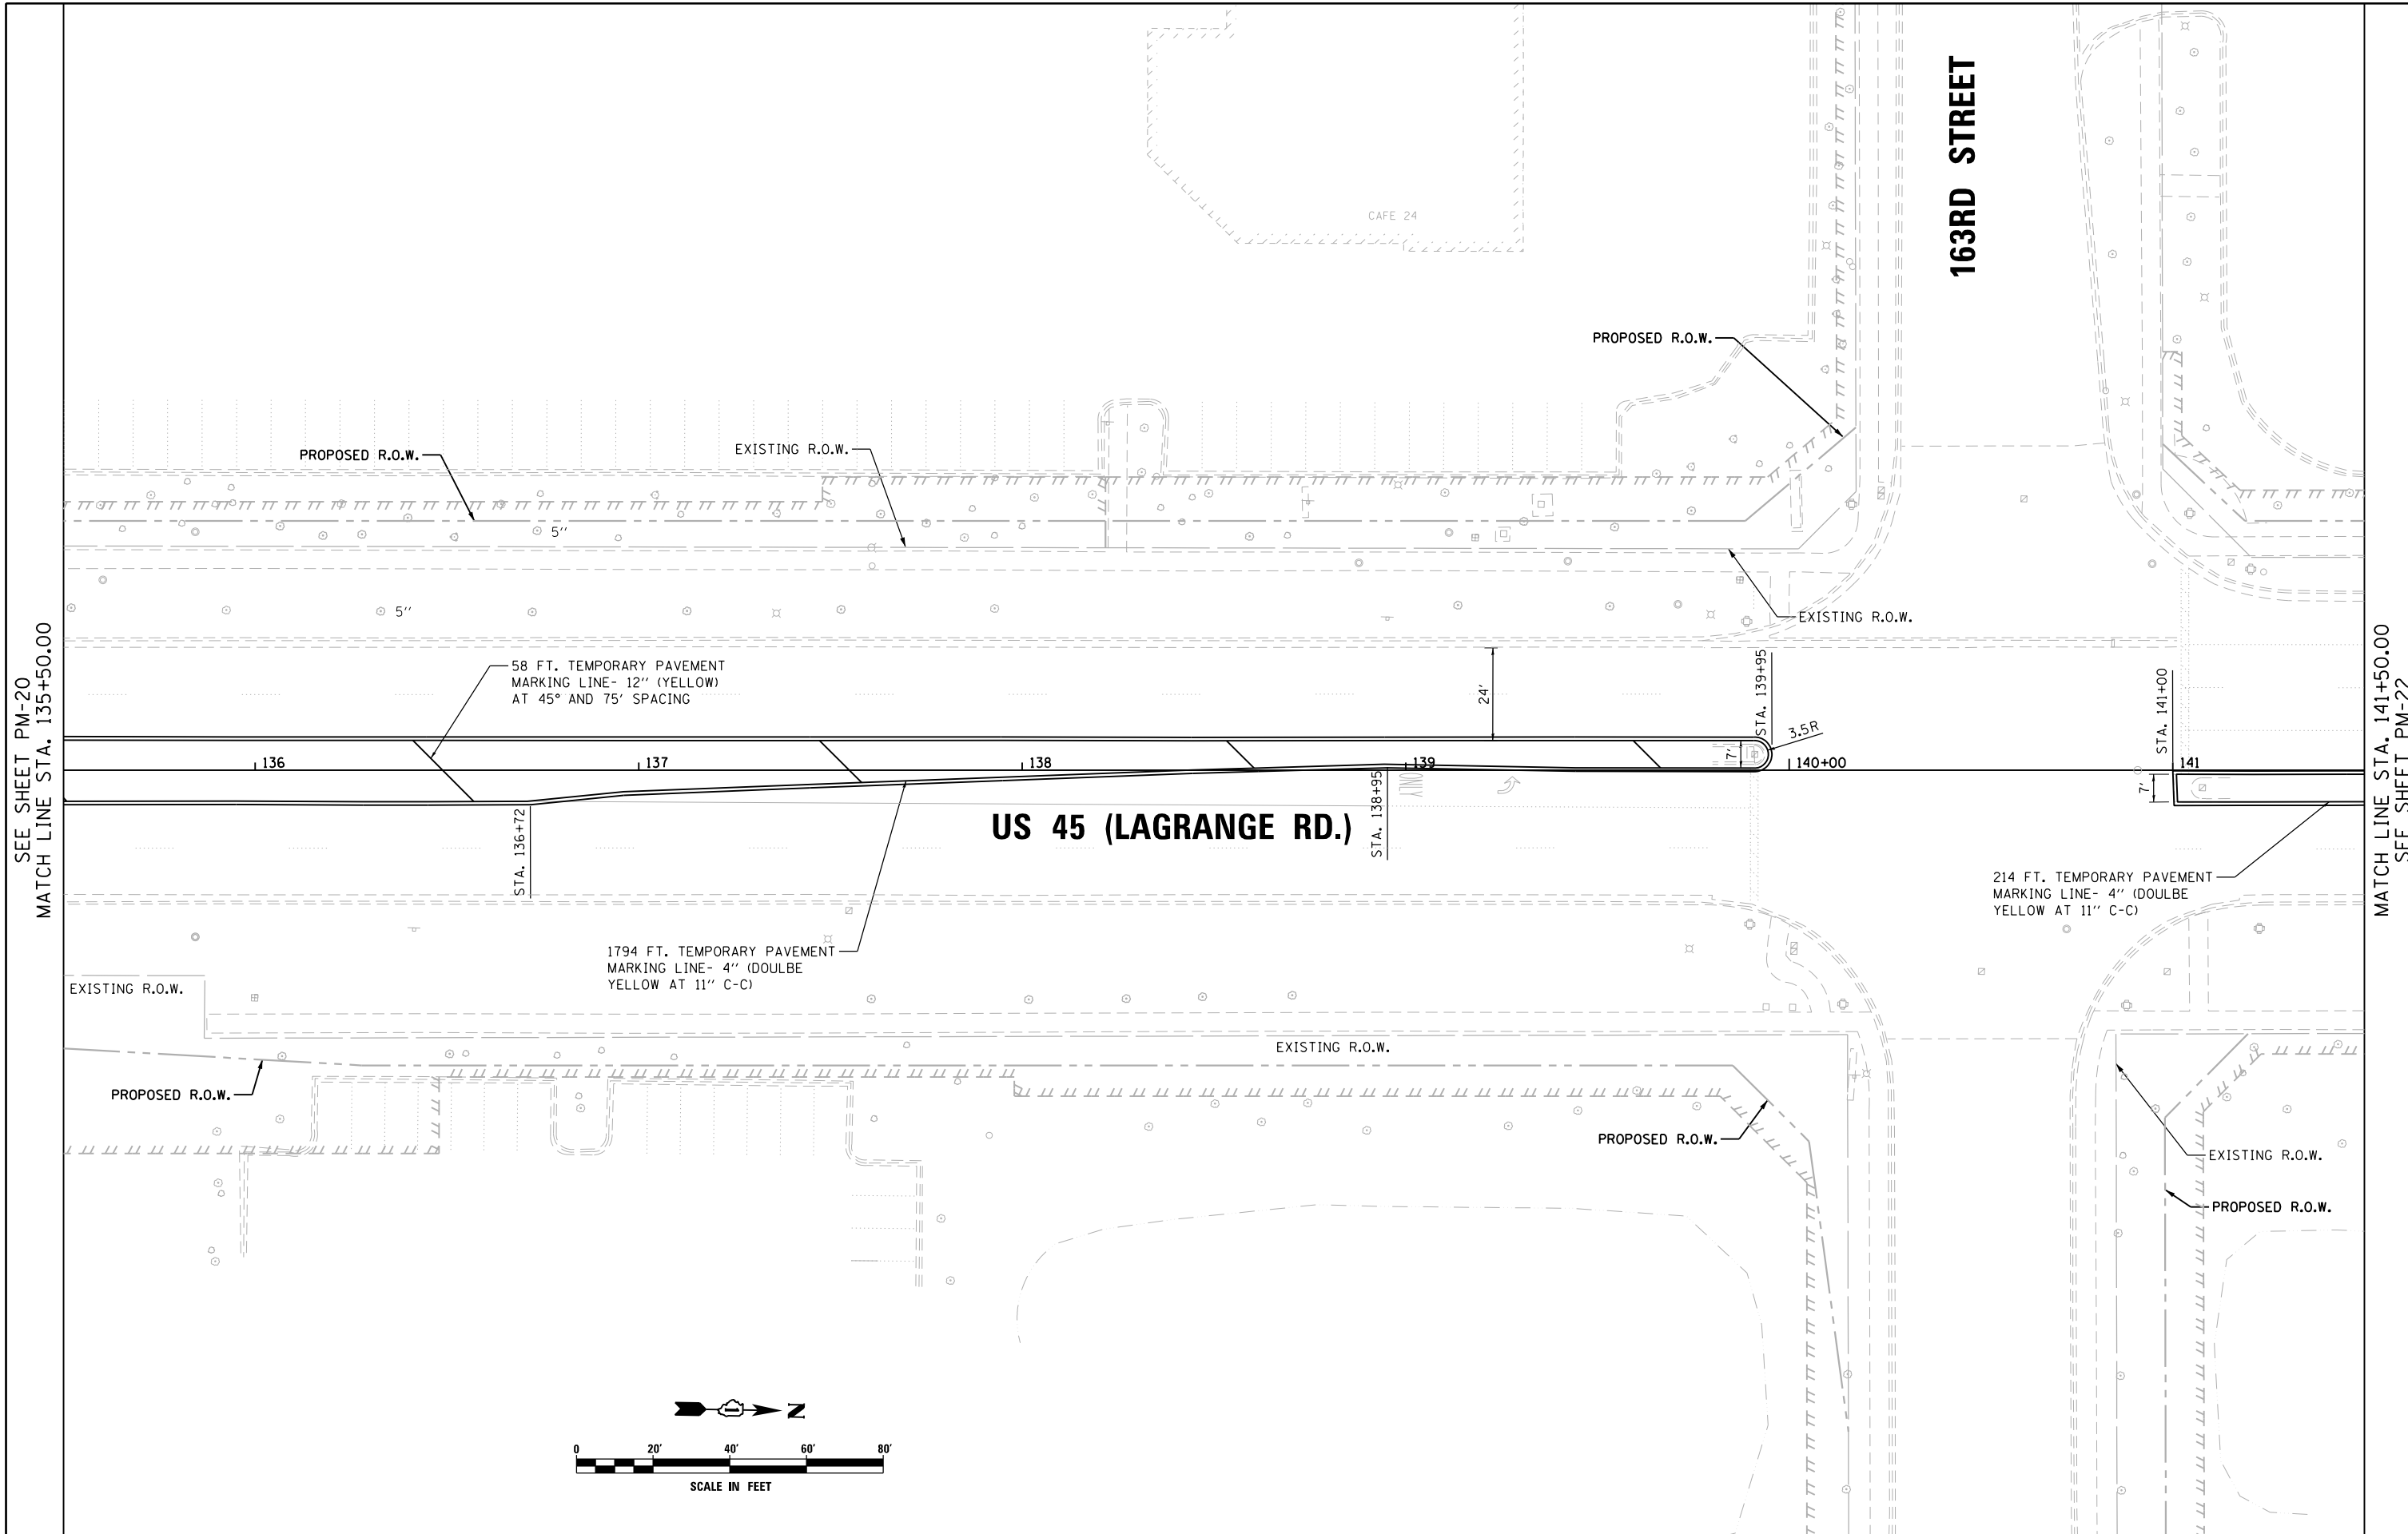 CAFE 24
163RD STREET
PROPOSED R.O.W.
PROPOSED R.O.W.
EXISTING R.O.W.
5''
5''
EXISTING R.O.W.
SEE SHEET PM-20
MATCH LINE STA. 135+50.00
58 FT. TEMPORARY PAVEMENT
MARKING LINE- 12'' (YELLOW)
AT 45° AND 75' SPACING
24'
STA. 139+95
3.5R
7'
STA. 141+00
136
137
138
139
140+00
141
ONLY
7'
STA. 136+72
STA. 138+95
US 45 (LAGRANGE RD.)
MATCH LINE STA. 141+50.00
SEE SHEET PM-22
214 FT. TEMPORARY PAVEMENT
MARKING LINE- 4'' (DOULBE
YELLOW AT 11'' C-C)
1794 FT. TEMPORARY PAVEMENT
MARKING LINE- 4'' (DOULBE
YELLOW AT 11'' C-C)
EXISTING R.O.W.
EXISTING R.O.W.
PROPOSED R.O.W.
PROPOSED R.O.W.
EXISTING R.O.W.
PROPOSED R.O.W.
N
0 20' 40' 60' 80'
SCALE IN FEET